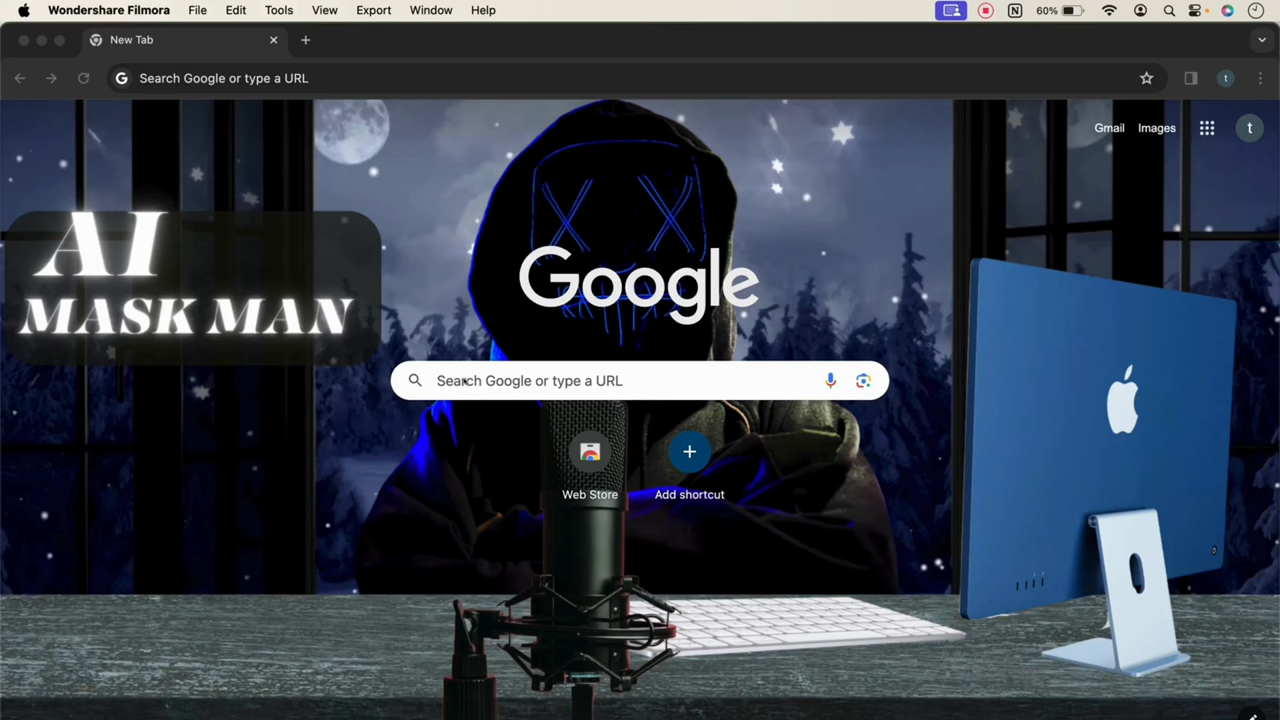 Wondershare Filmora File Edit Tools View Export Window Help 60%
New Tab
Search Google or type a URL
Gmail Images t
AI
MASK MAN
Google
Search Google or type a URL
Web Store Add shortcut